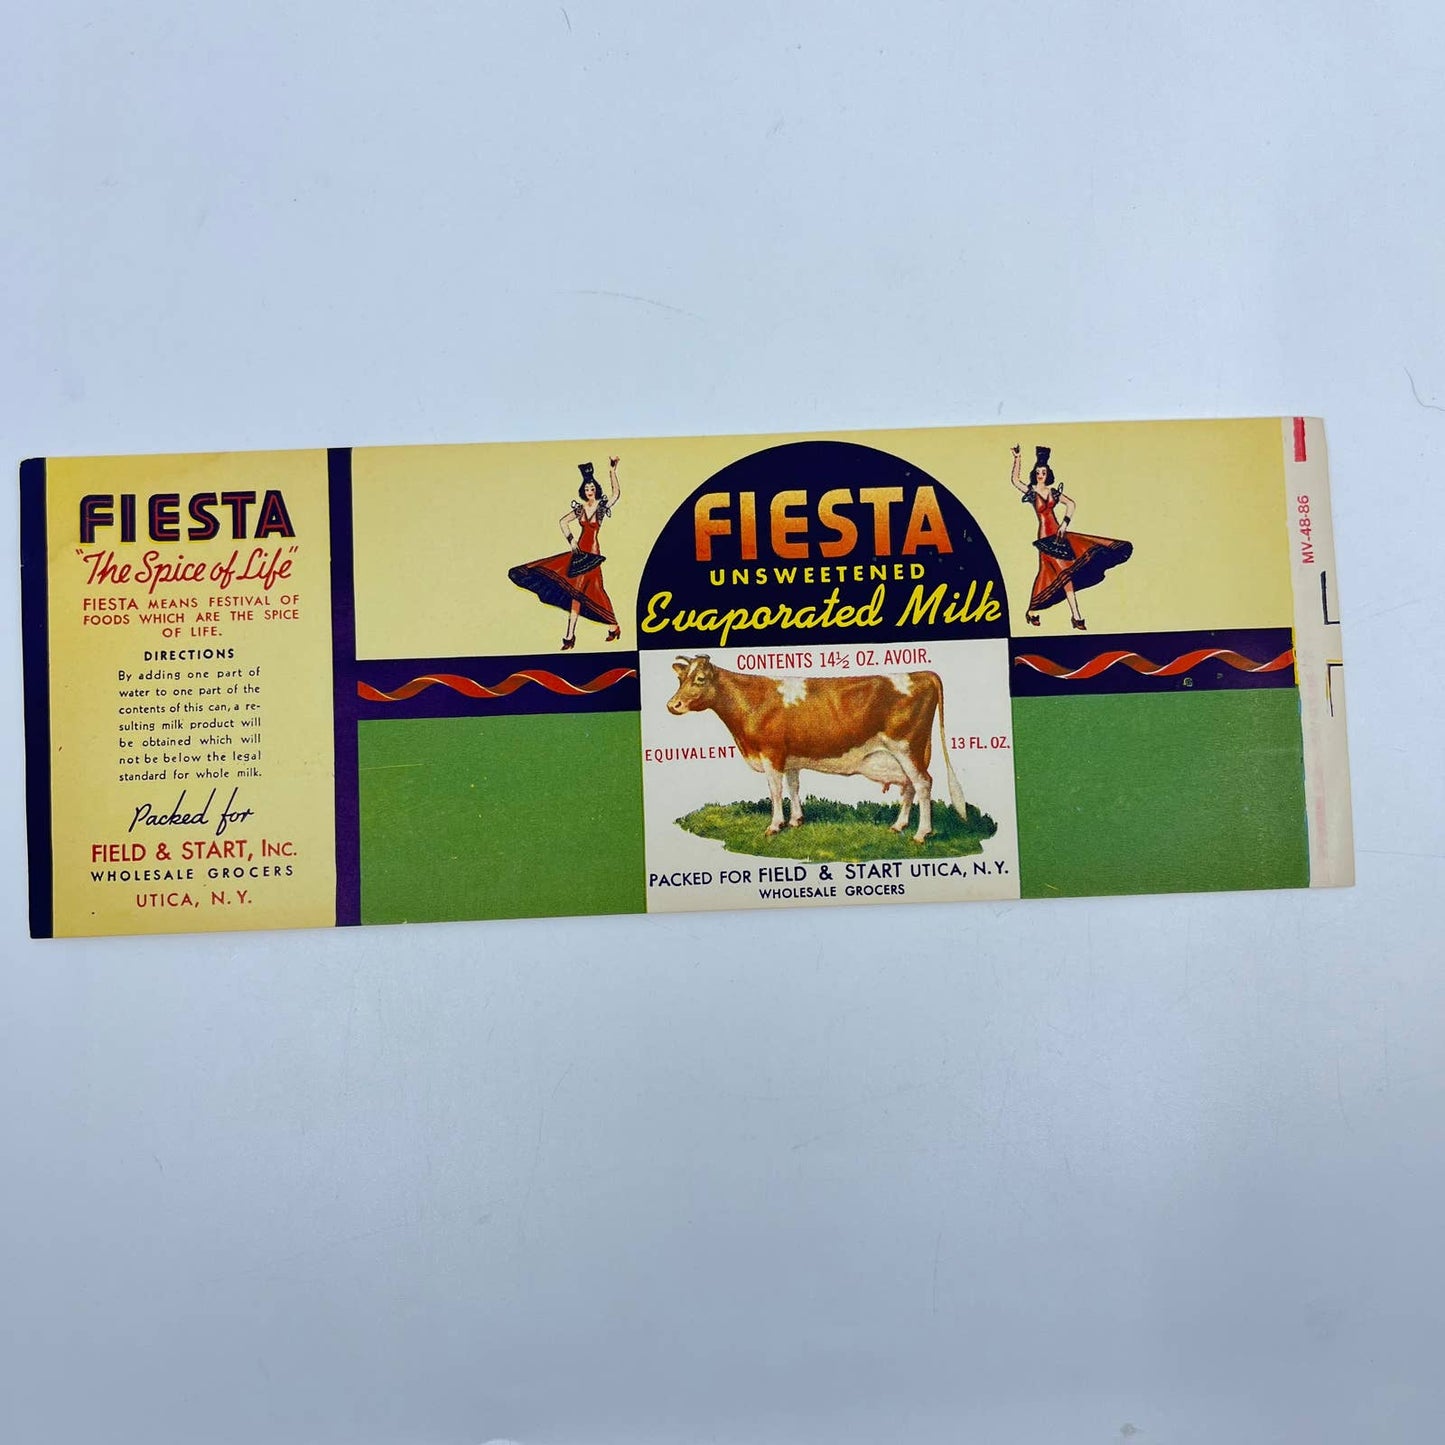 FIESTA
"The Spice of Life"
FIESTA MEANS FESTIVAL OF
FOODS WHICH ARE THE SPICE
OF LIFE.
DIRECTIONS
By adding one part of
water to one part of the
contents of this can, a re-
sulting milk product will
be obtained which will
not be below the legal
standard for whole milk.
Packed for
FIELD & START, INC.
WHOLESALE GROCERS
UTICA, N.Y.
FIESTA
UNSWEETENED
Evaporated Milk
CONTENTS 14½ OZ. AVOIR.
EQUIVALENT 13 FL. OZ.
PACKED FOR FIELD & START UTICA, N.Y.
WHOLESALE GROCERS
MV-48-86